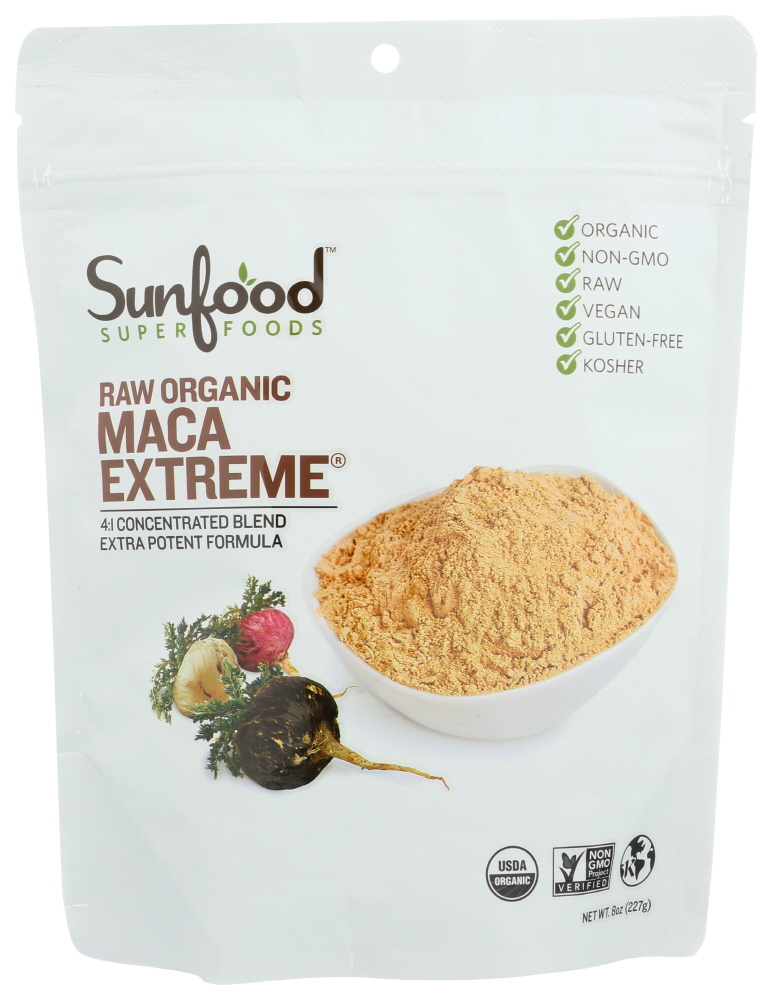 Sunfood™
SUPERFOODS
RAW ORGANIC
MACA
EXTREME®
4:1 CONCENTRATED BLEND
EXTRA POTENT FORMULA
ORGANIC
NON-GMO
RAW
VEGAN
GLUTEN-FREE
KOSHER
USDA
ORGANIC
NON
GMO
Project
VERIFIED
K
NET WT. 8oz (227g)